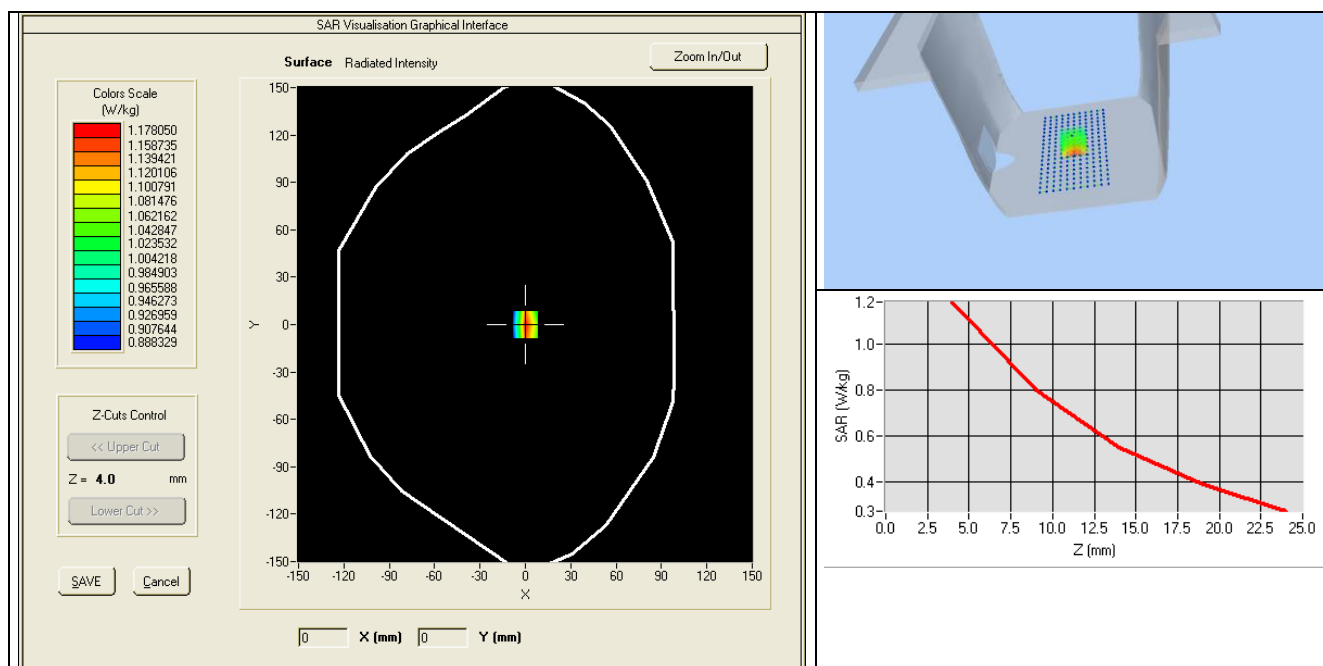 SAR Visualisation Graphical Interface
Surface Radiated Intensity
Zoom In/Out
Colors Scale
(W/kg)
1.178050
1.158735
1.139421
1.120106
1.100791
1.081476
1.062162
1.042847
1.023532
1.004218
0.984903
0.965588
0.946273
0.926959
0.907644
0.888329
Z-Cuts Control
<< Upper Cut
Z = 4.0 mm
Lower Cut >>
SAVE Cancel
150
120
90
60
30
0
-30
-60
-90
-120
-150
Y
-150 -120 -90 -60 -30 0 30 60 90 120 150
X
0 X (mm) 0 Y (mm)
1.2
1.0
0.8
0.6
0.4
0.3
SAR (W/kg)
0.0 2.5 5.0 7.5 10.0 12.5 15.0 17.5 20.0 22.5 25.0
Z (mm)